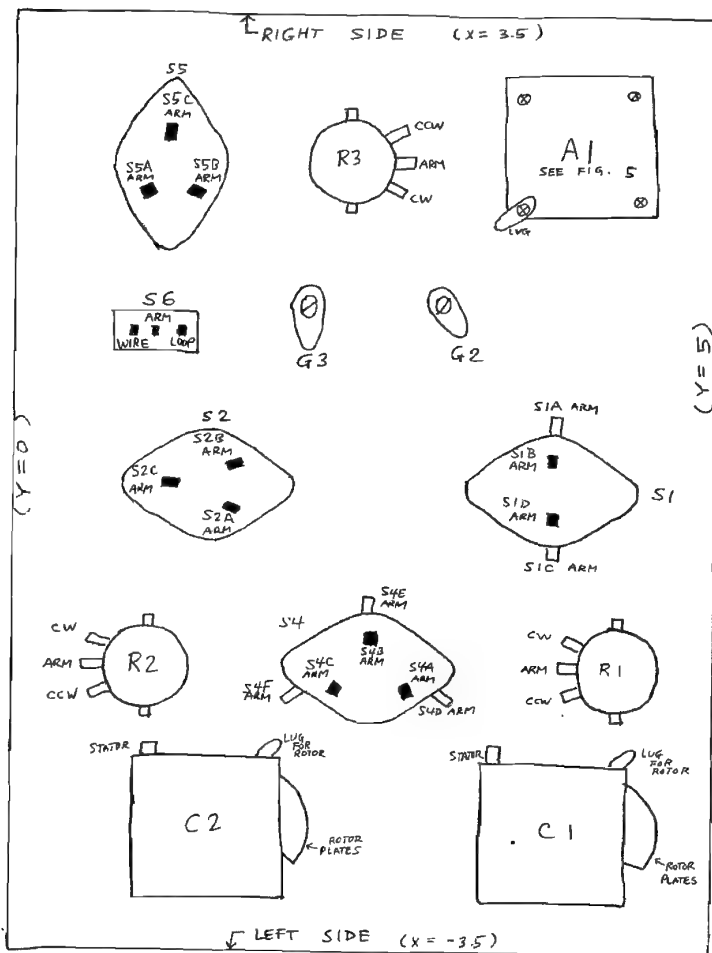 RIGHT SIDE (X= 3.5)
S5
S5C
ARM
S5A
ARM
S5B
ARM
R3
CCW
ARM
CW
A1
SEE FIG. 5
LUG
S6
ARM
WIRE
LOOP
G3
G2
(Y=0)
(Y=5)
S2
S2B
ARM
S2C
ARM
S2A
ARM
S1A ARM
S1B
ARM
S1D
ARM
S1
S1C ARM
CW
ARM
CCW
R2
S4
S4E
ARM
S4B
ARM
S4C
ARM
S4A
ARM
S4F
ARM
S4D ARM
CW
ARM
CCW
R1
STATOR
LUG
FOR
ROTOR
C2
ROTOR
PLATES
STATOR
LUG
FOR
ROTOR
C1
ROTOR
PLATES
LEFT SIDE (X= -3.5)